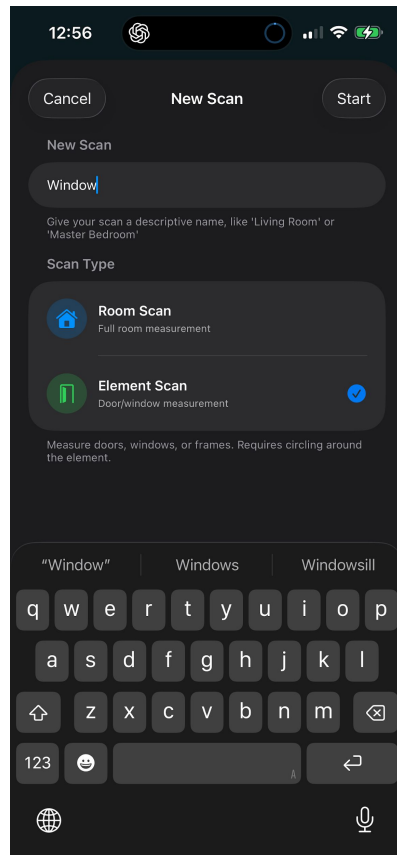 12:56
Cancel
New Scan
Start
New Scan
Window
Give your scan a descriptive name, like 'Living Room' or
'Master Bedroom'
Scan Type
Room Scan
Full room measurement
Element Scan
Door/window measurement
Measure doors, windows, or frames. Requires circling around
the element.
“Window” Windows Windowsill
q w e r t y u i o p
a s d f g h j k l
z x c v b n m
123
A